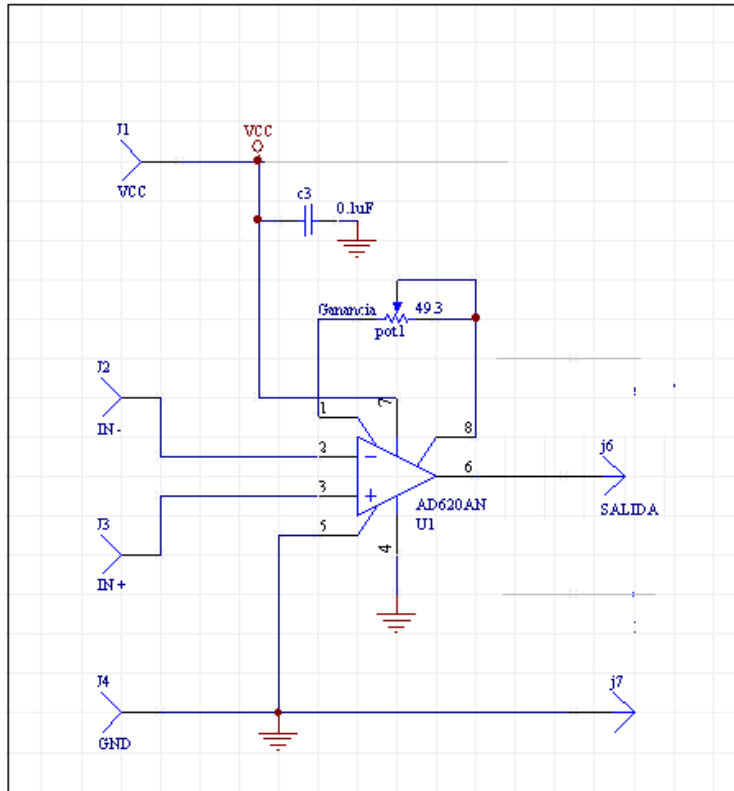 J1
VCC
VCC
c3
0.1uF
Ganancia
49.3
pot1
J2
IN-
1
7
8
2
6
j6
3
AD620AN
SALIDA
J3
5
U1
4
IN+
J4
j7
GND